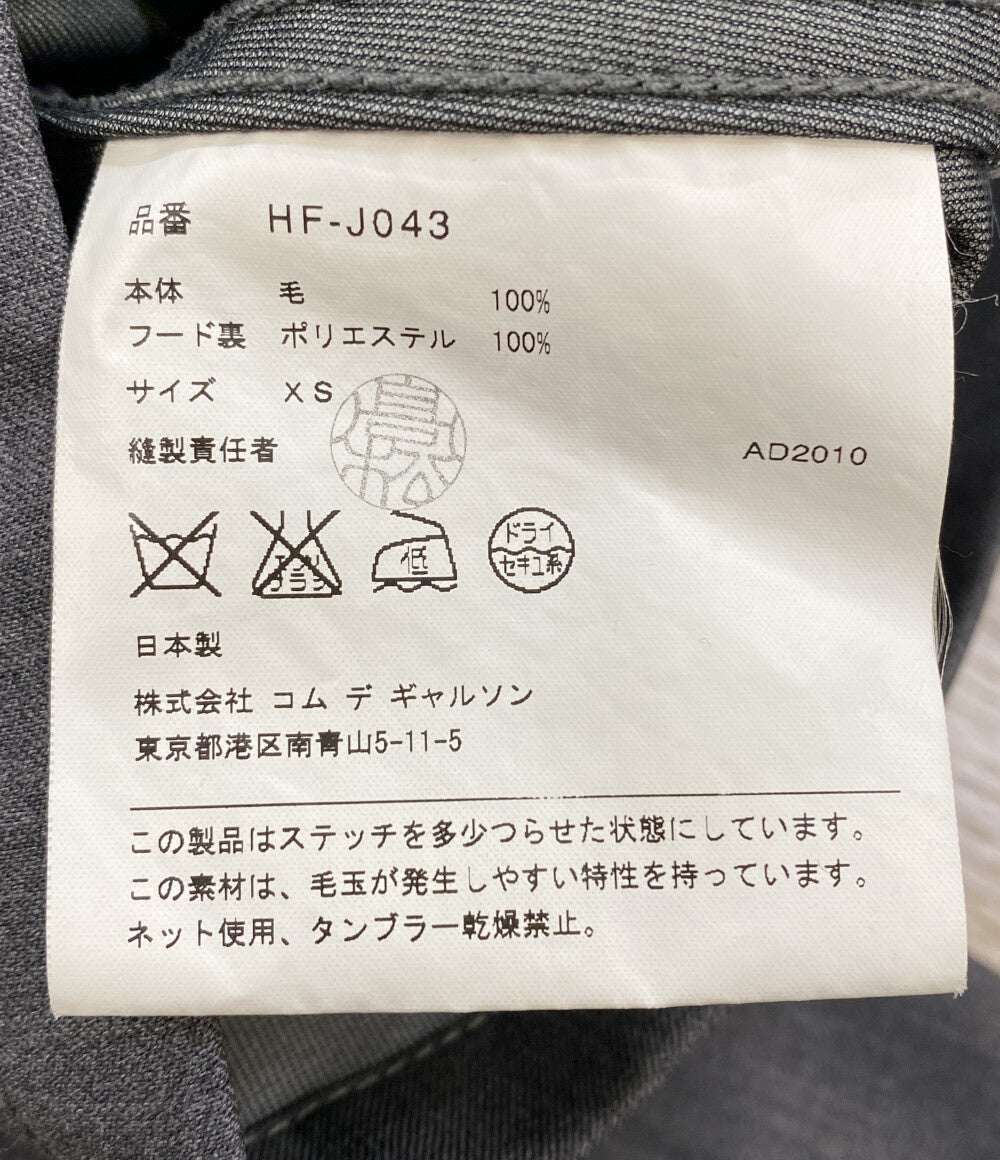 品番 HF-J043
本体 毛 100%
フード裏 ポリエステル 100%
サイズ XS
縫製責任者
AD2010
エンソ
サラシ
低
ドライ
セキユ系
日本製
株式会社 コム デ ギャルソン
東京都港区南青山5-11-5
この製品はステッチを多少つらせた状態にしています。
この素材は、毛玉が発生しやすい特性を持っています。
ネット使用、タンブラー乾燥禁止。